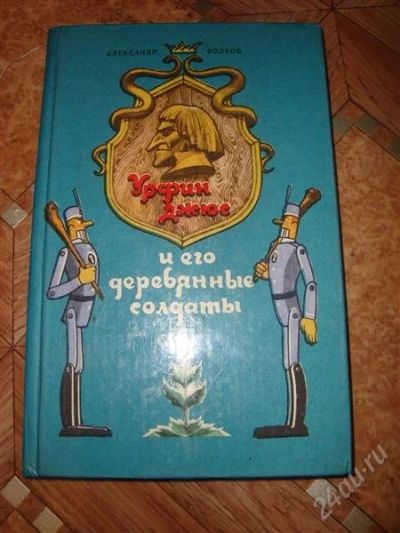 АЛЕКСАНДР ВОЛКОВ
Урфин
Джюс
и его
деревянные
солдаты
24au.ru